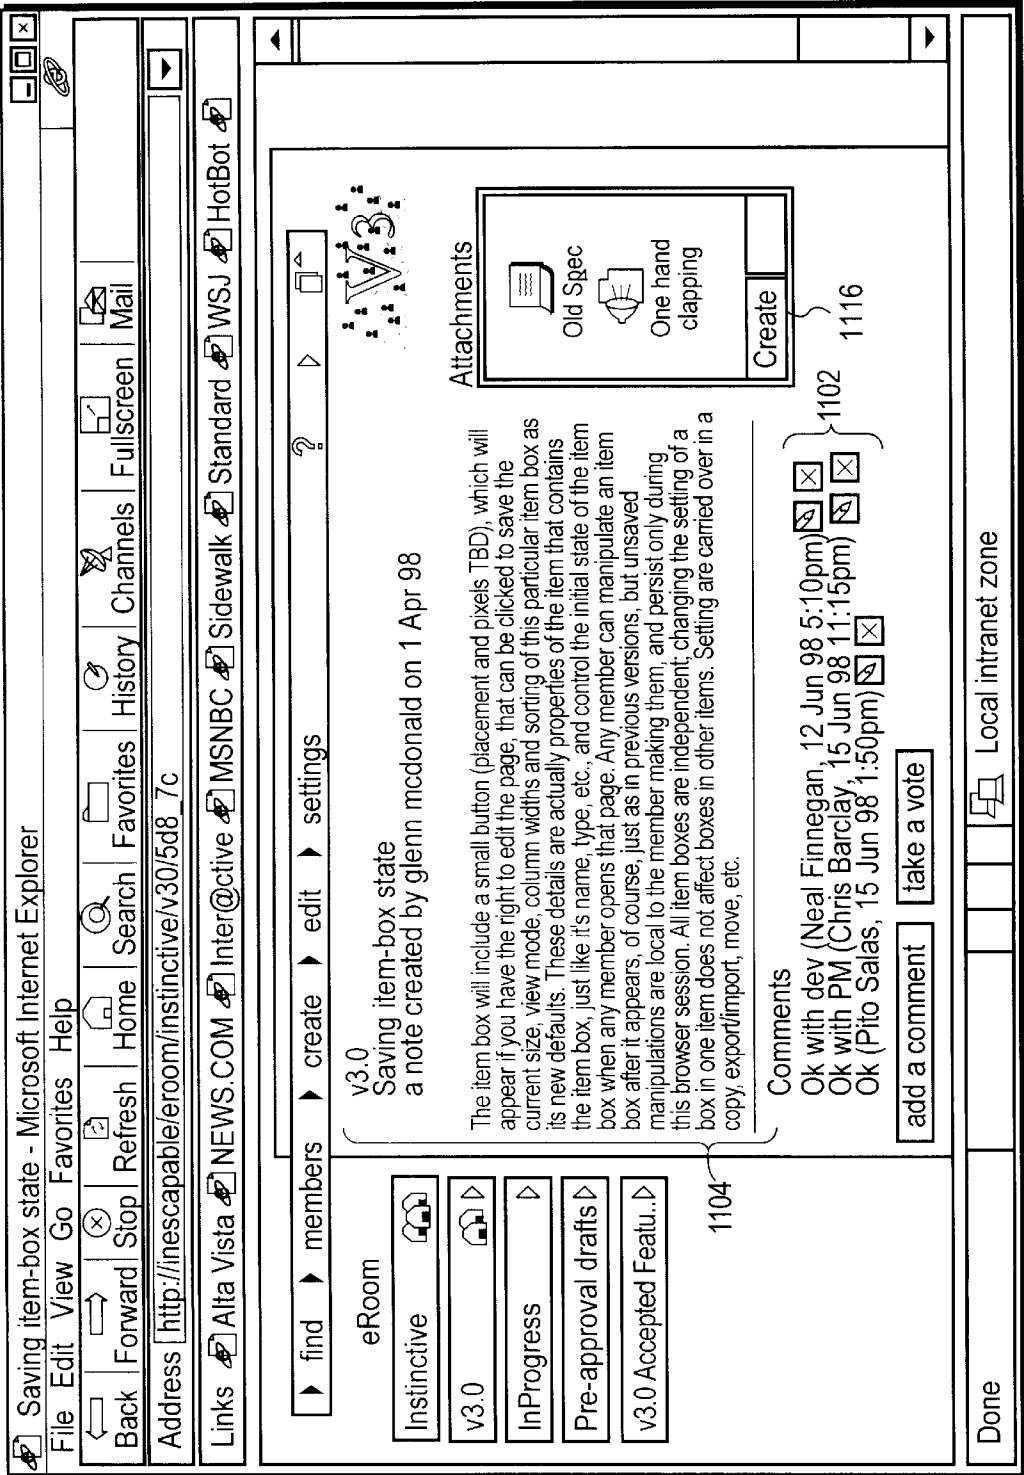 Saving item-box state - Microsoft Internet Explorer
File Edit View Go Favorites Help
Back Forward Stop Refresh Home Search Favorites History Channels Fullscreen Mail
Address http://inescapable/eroom/instinctive/v30/5d8_7c
Links Alta Vista NEWS.COM Inter@ctive MSNBC Sidewalk Standard WSJ HotBot
find members create edit settings ?
eRoom
Instinctive
v3.0
InProgress
Pre-approval drafts
v3.0 Accepted Featu..
1104
v3.0
Saving item-box state
a note created by glenn mcdonald on 1 Apr 98
V3
The item box will include a small button (placement and pixels TBD), which will
appear if you have the right to edit the page, that can be clicked to save the
current size, view mode, column widths and sorting of this particular item box as
its new defaults. These details are actually properties of the item that contains
the item box, just like it's name, type, etc., and control the initial state of the item
box when any member opens that page. Any member can manipulate an item
box after it appears, of course, just as in previous versions, but unsaved
manipulations are local to the member making them, and persist only during
this browser session. All item boxes are independent; changing the setting of a
box in one item does not affect boxes in other items. Setting are carried over in a
copy, export/import, move, etc.
Attachments
Old Spec
One hand
clapping
Create
1116
Comments
Ok with dev (Neal Finnegan, 12 Jun 98 5:10pm)
Ok with PM (Chris Barclay, 15 Jun 98 11:15pm)
Ok (Pito Salas, 15 Jun 98 1:50pm)
1102
add a comment take a vote
Done Local intranet zone